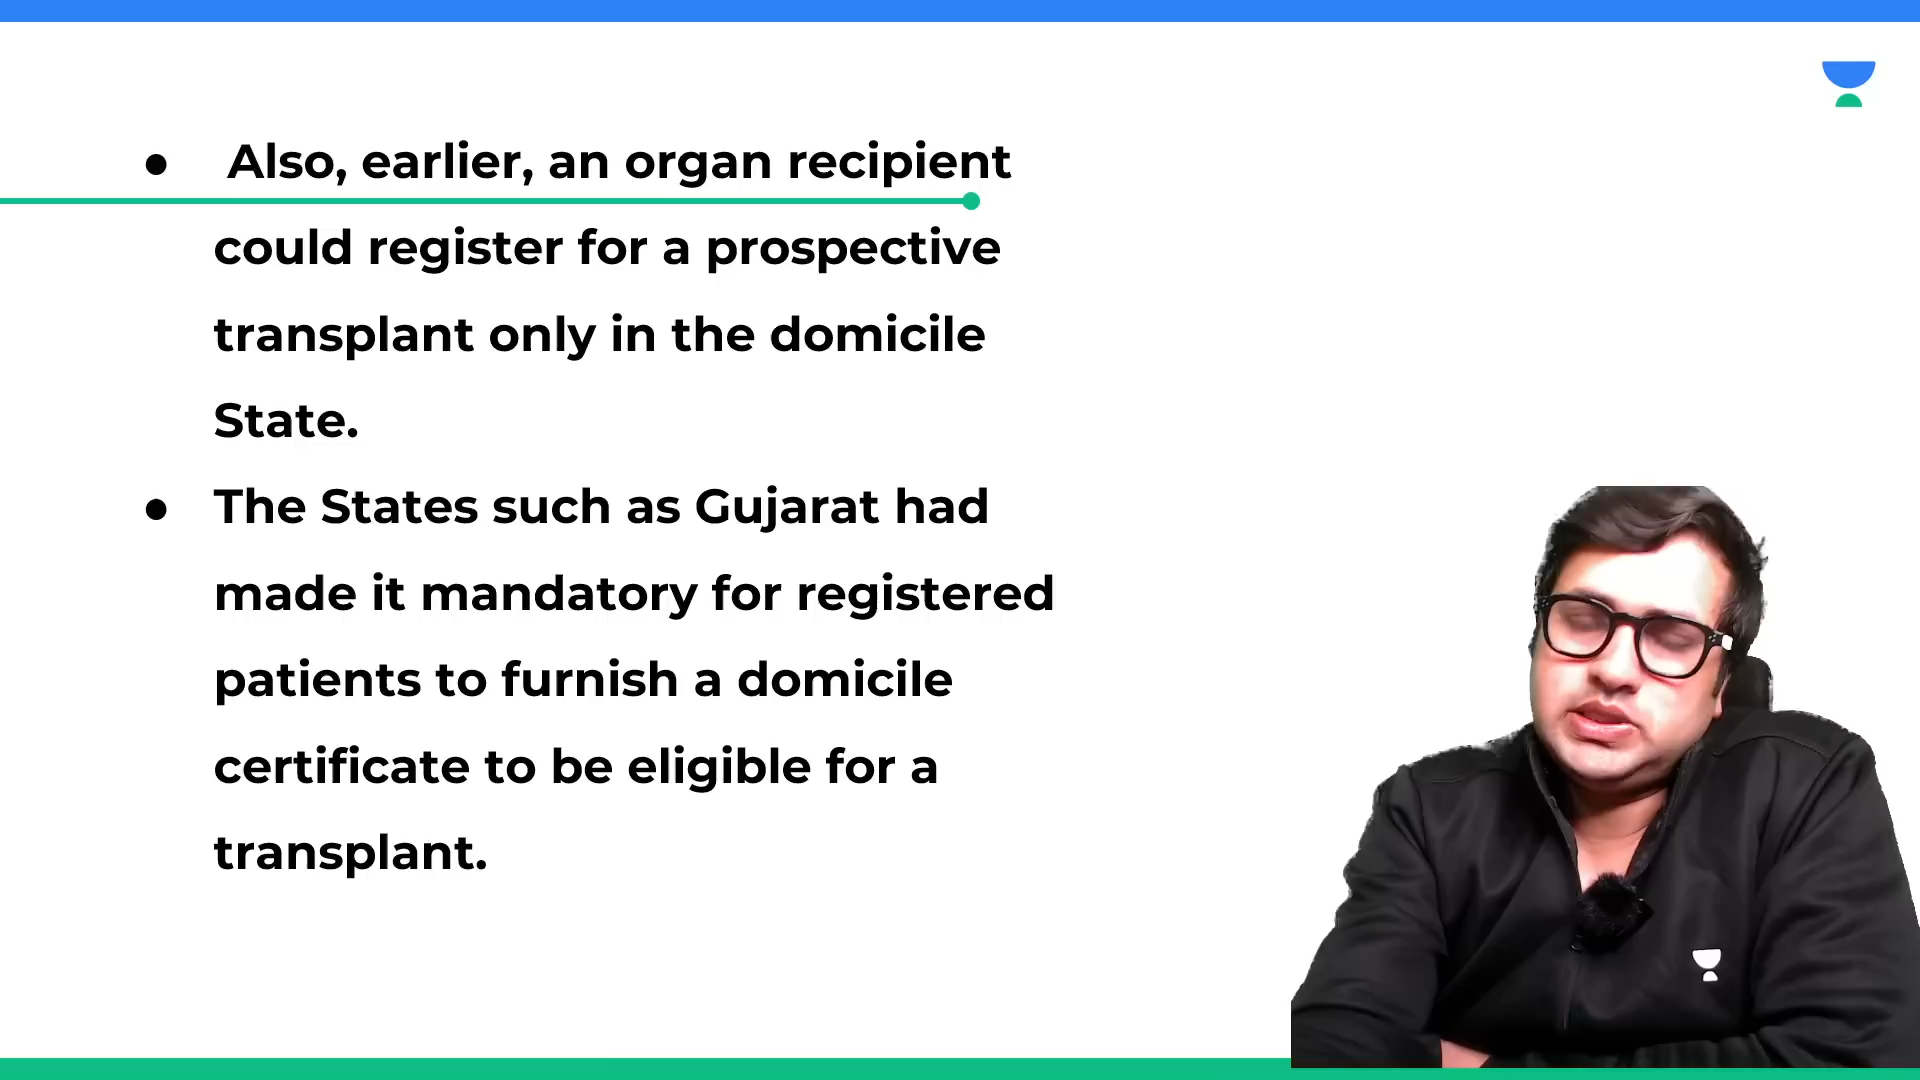 ● Also, earlier, an organ recipient
could register for a prospective
transplant only in the domicile
State.
● The States such as Gujarat had
made it mandatory for registered
patients to furnish a domicile
certificate to be eligible for a
transplant.